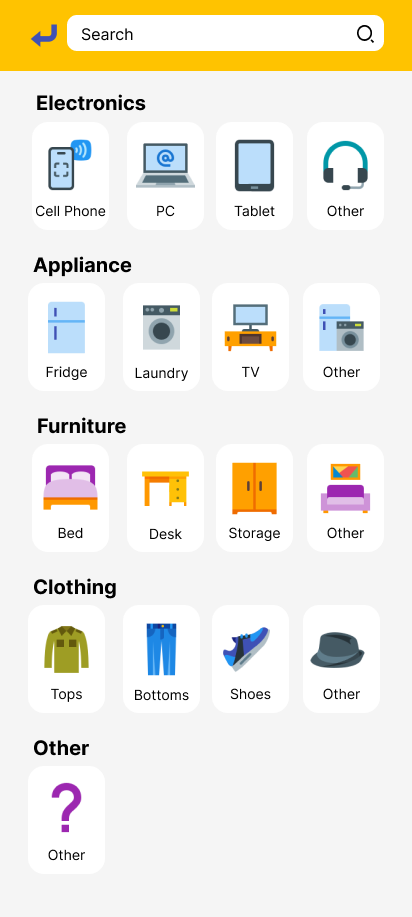 Search
Electronics
Cell Phone PC Tablet Other
Appliance
Fridge Laundry TV Other
Furniture
Bed Desk Storage Other
Clothing
Tops Bottoms Shoes Other
Other
Other